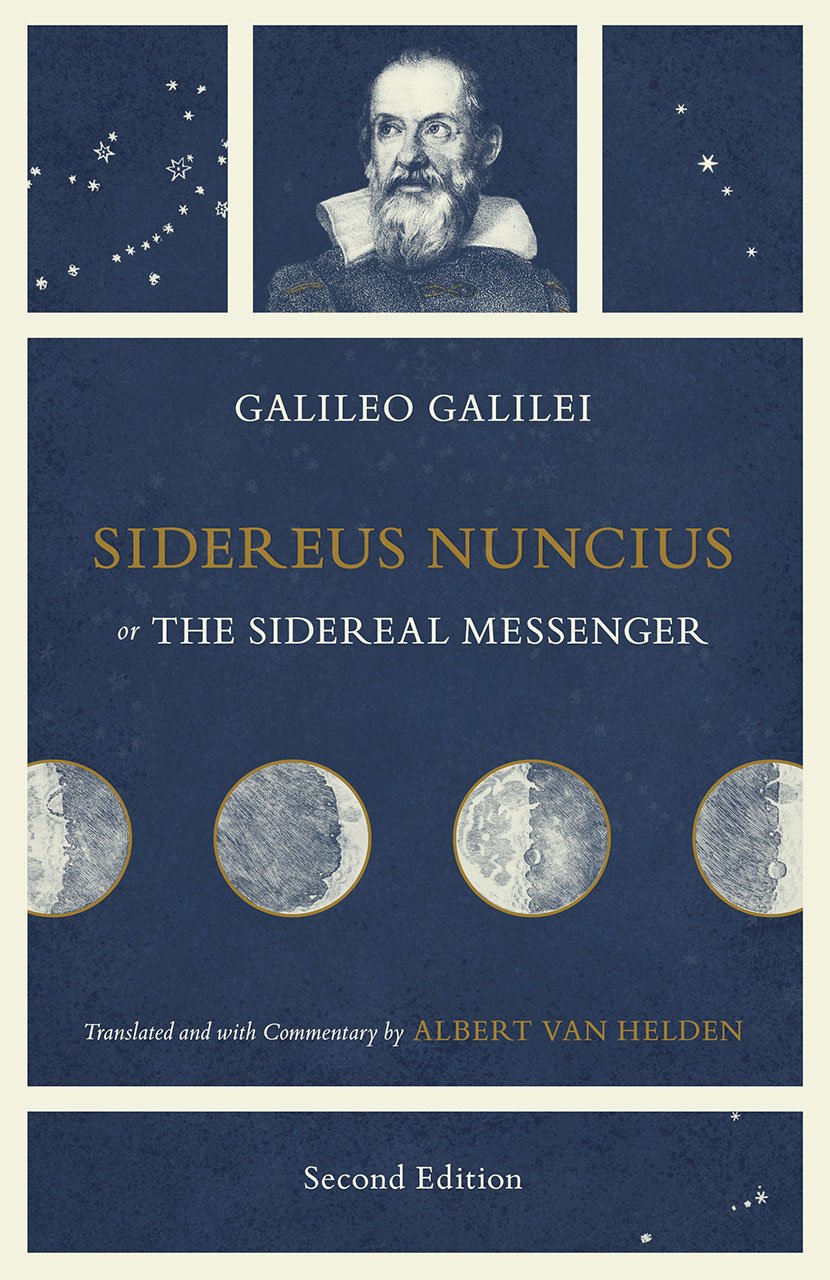 GALILEO GALILEI
SIDEREUS NUNCIUS
or THE SIDEREAL MESSENGER
Translated and with Commentary by ALBERT VAN HELDEN
Second Edition